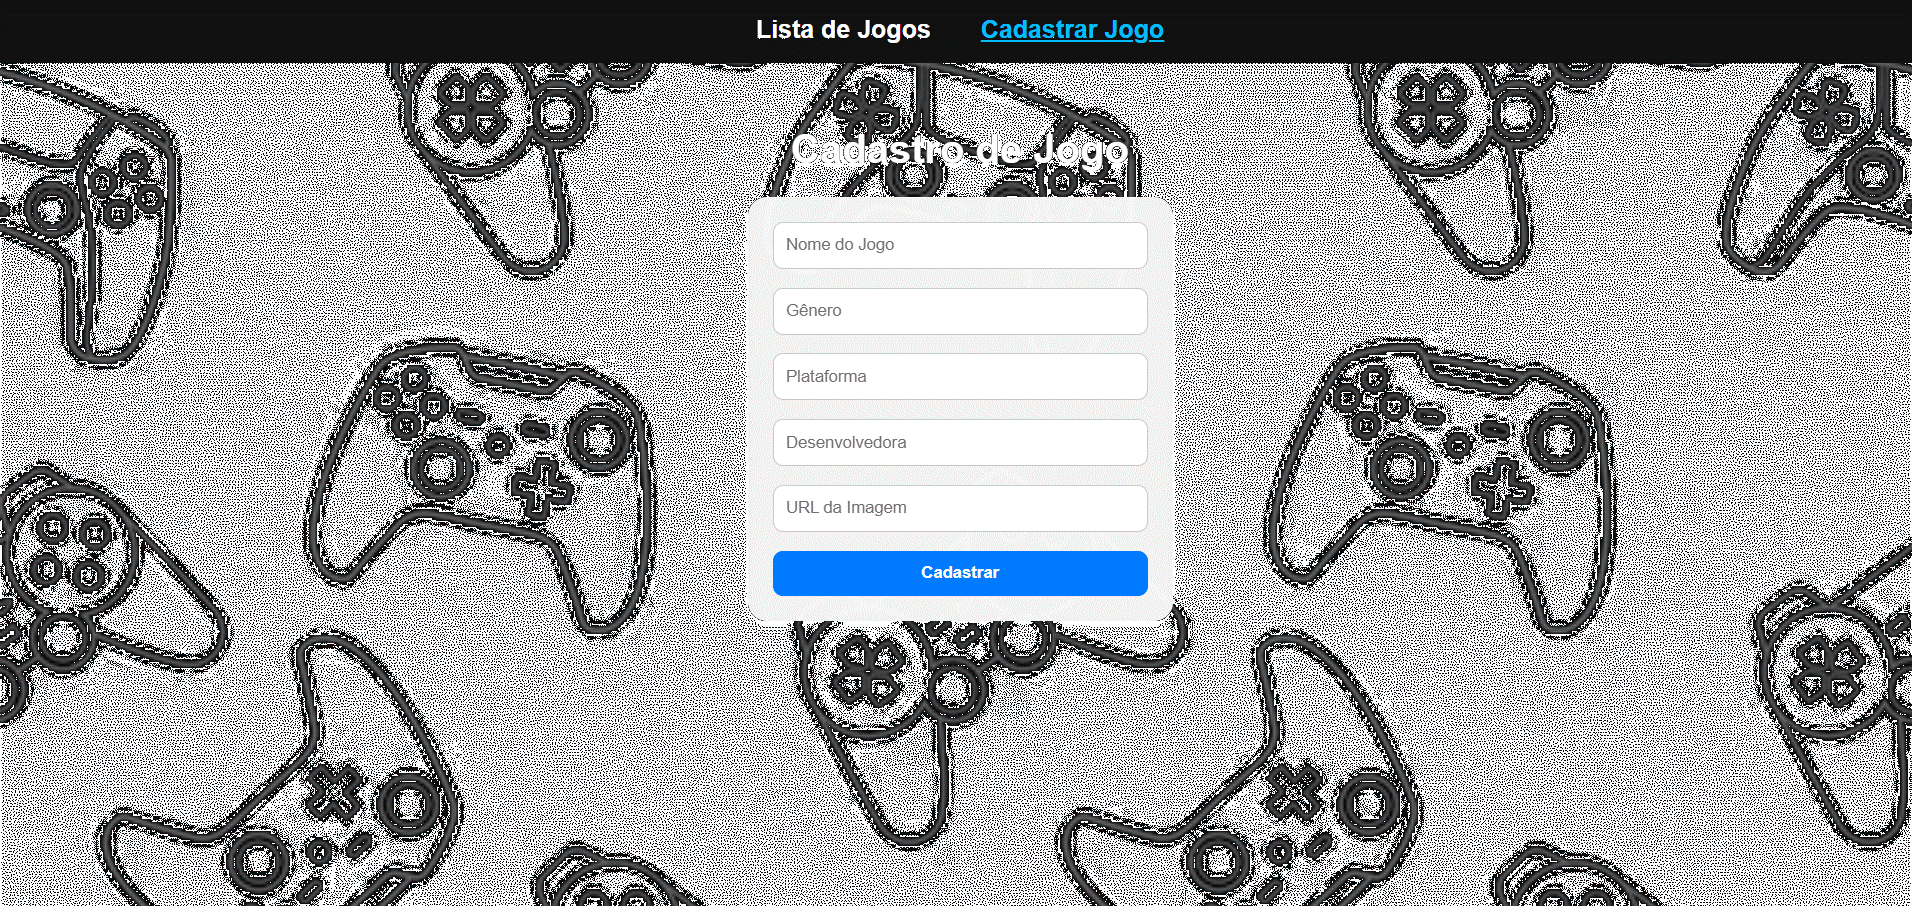 Lista de Jogos Cadastrar Jogo
Cadastro de Jogo
Nome do Jogo
Gênero
Plataforma
Desenvolvedora
URL da Imagem
Cadastrar